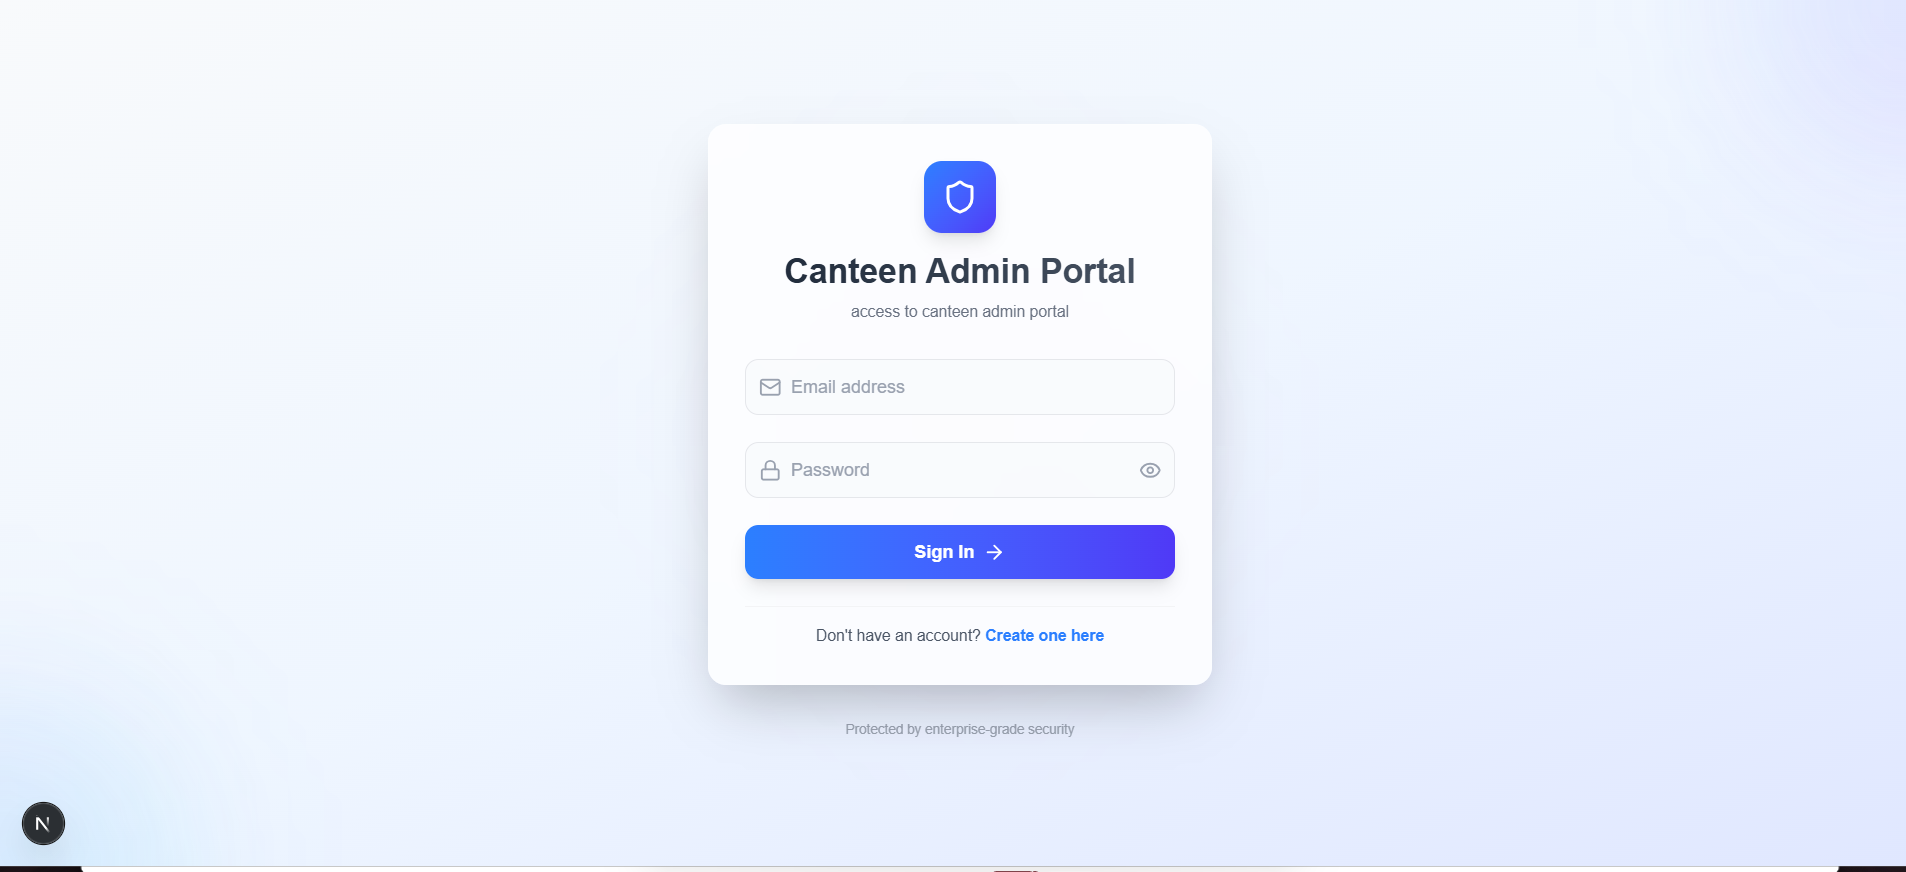 Canteen Admin Portal
access to canteen admin portal
Email address
Password
Sign In
Don't have an account? Create one here
Protected by enterprise-grade security
N